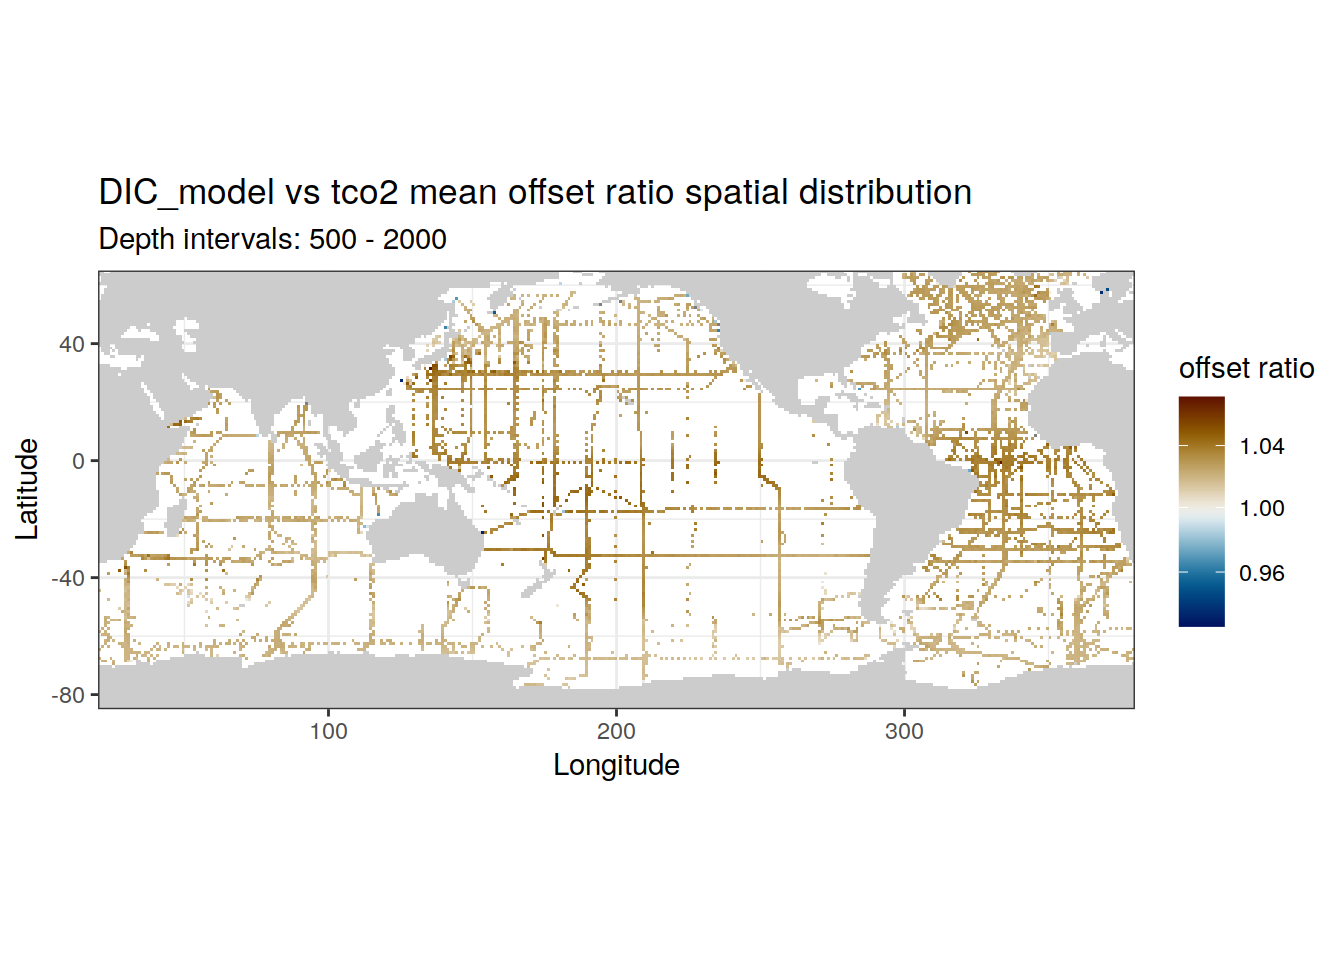 DIC_model vs tco2 mean offset ratio spatial distribution
Depth intervals: 500 - 2000
offset ratio
1.04
1.00
0.96
Latitude
40
0
-40
-80
100 200 300
Longitude